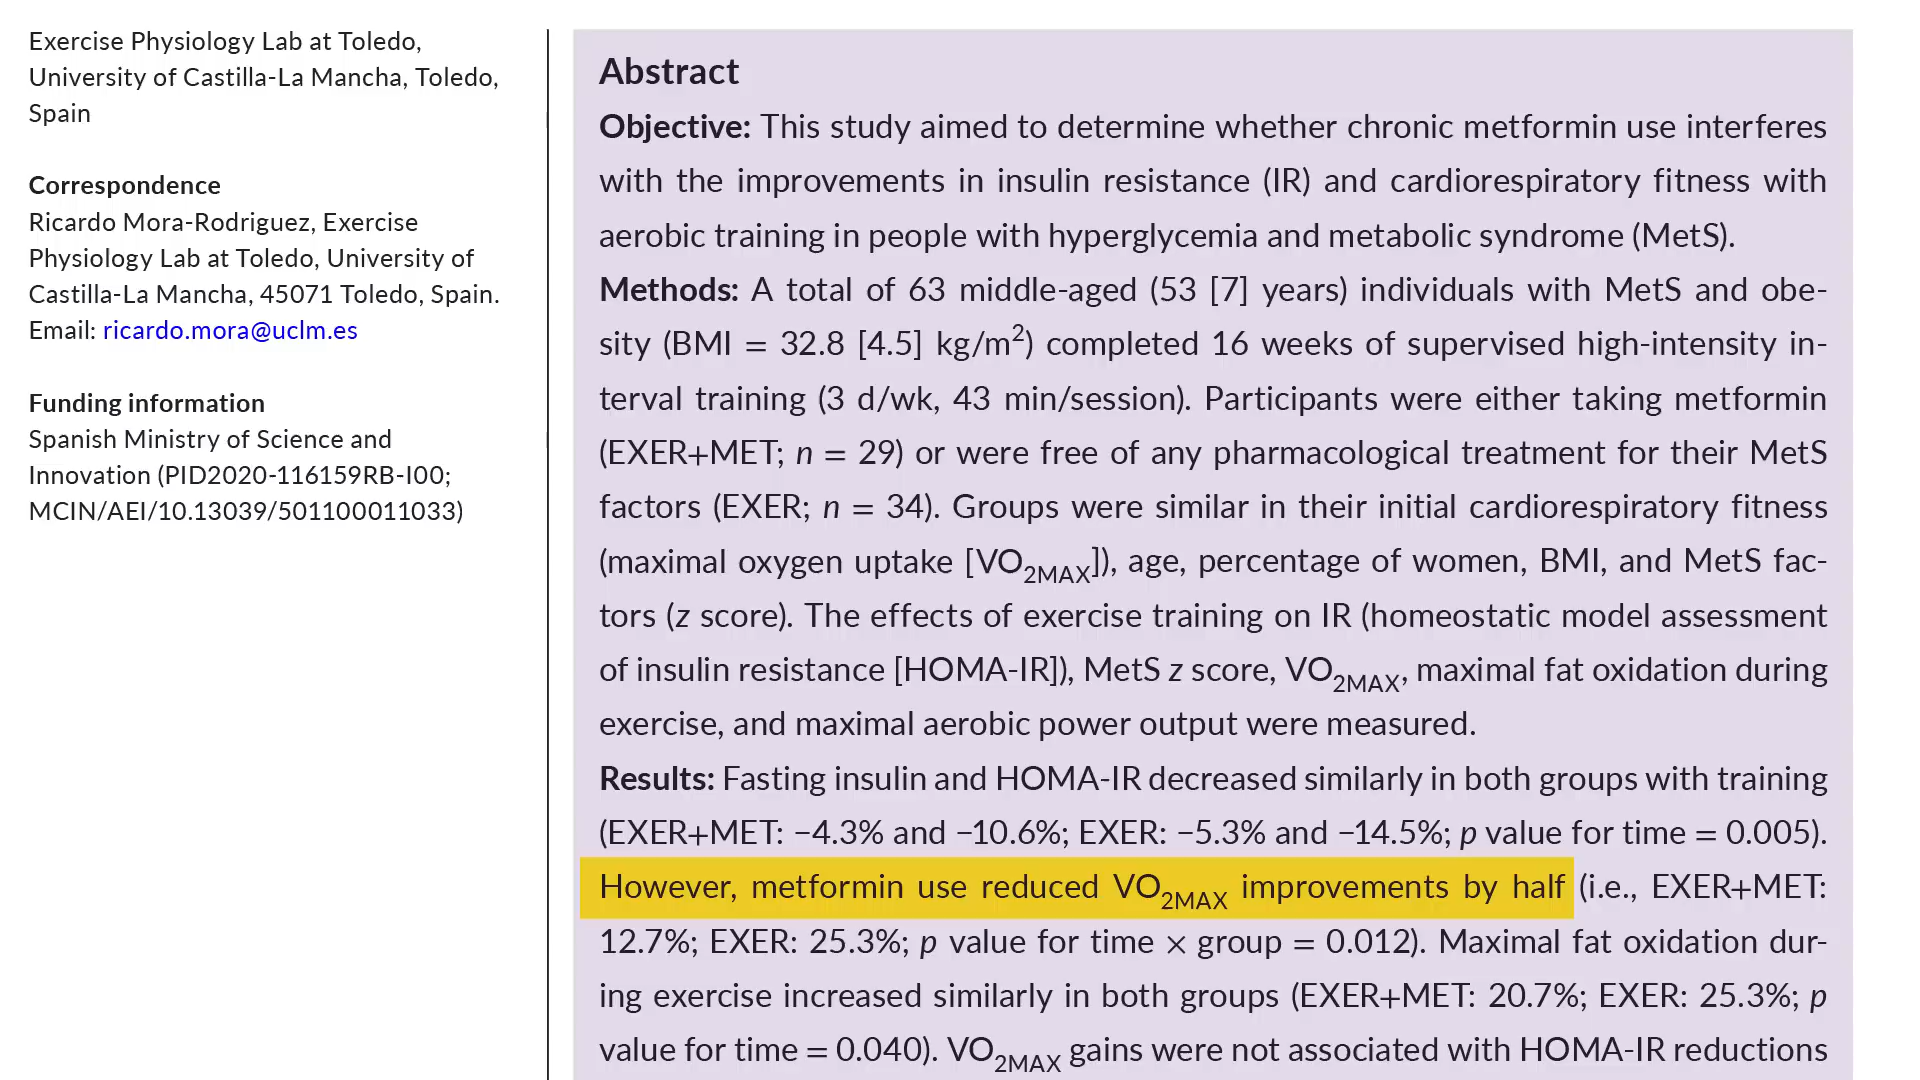 Exercise Physiology Lab at Toledo,
University of Castilla-La Mancha, Toledo,
Spain
Correspondence
Ricardo Mora-Rodriguez, Exercise
Physiology Lab at Toledo, University of
Castilla-La Mancha, 45071 Toledo, Spain.
Email: ricardo.mora@uclm.es
Funding information
Spanish Ministry of Science and
Innovation (PID2020-116159RB-I00;
MCIN/AEI/10.13039/501100011033)
Abstract
Objective: This study aimed to determine whether chronic metformin use interferes
with the improvements in insulin resistance (IR) and cardiorespiratory fitness with
aerobic training in people with hyperglycemia and metabolic syndrome (MetS).
Methods: A total of 63 middle-aged (53 [7] years) individuals with MetS and obe-
sity (BMI = 32.8 [4.5] kg/m²) completed 16 weeks of supervised high-intensity in-
terval training (3 d/wk, 43 min/session). Participants were either taking metformin
(EXER+MET; n = 29) or were free of any pharmacological treatment for their MetS
factors (EXER; n = 34). Groups were similar in their initial cardiorespiratory fitness
(maximal oxygen uptake [VO2MAX]), age, percentage of women, BMI, and MetS fac-
tors (z score). The effects of exercise training on IR (homeostatic model assessment
of insulin resistance [HOMA-IR]), MetS z score, VO2MAX, maximal fat oxidation during
exercise, and maximal aerobic power output were measured.
Results: Fasting insulin and HOMA-IR decreased similarly in both groups with training
(EXER+MET: −4.3% and −10.6%; EXER: −5.3% and −14.5%; p value for time = 0.005).
However, metformin use reduced VO2MAX improvements by half (i.e., EXER+MET:
12.7%; EXER: 25.3%; p value for time × group = 0.012). Maximal fat oxidation dur-
ing exercise increased similarly in both groups (EXER+MET: 20.7%; EXER: 25.3%; p
value for time = 0.040). VO2MAX gains were not associated with HOMA-IR reductions